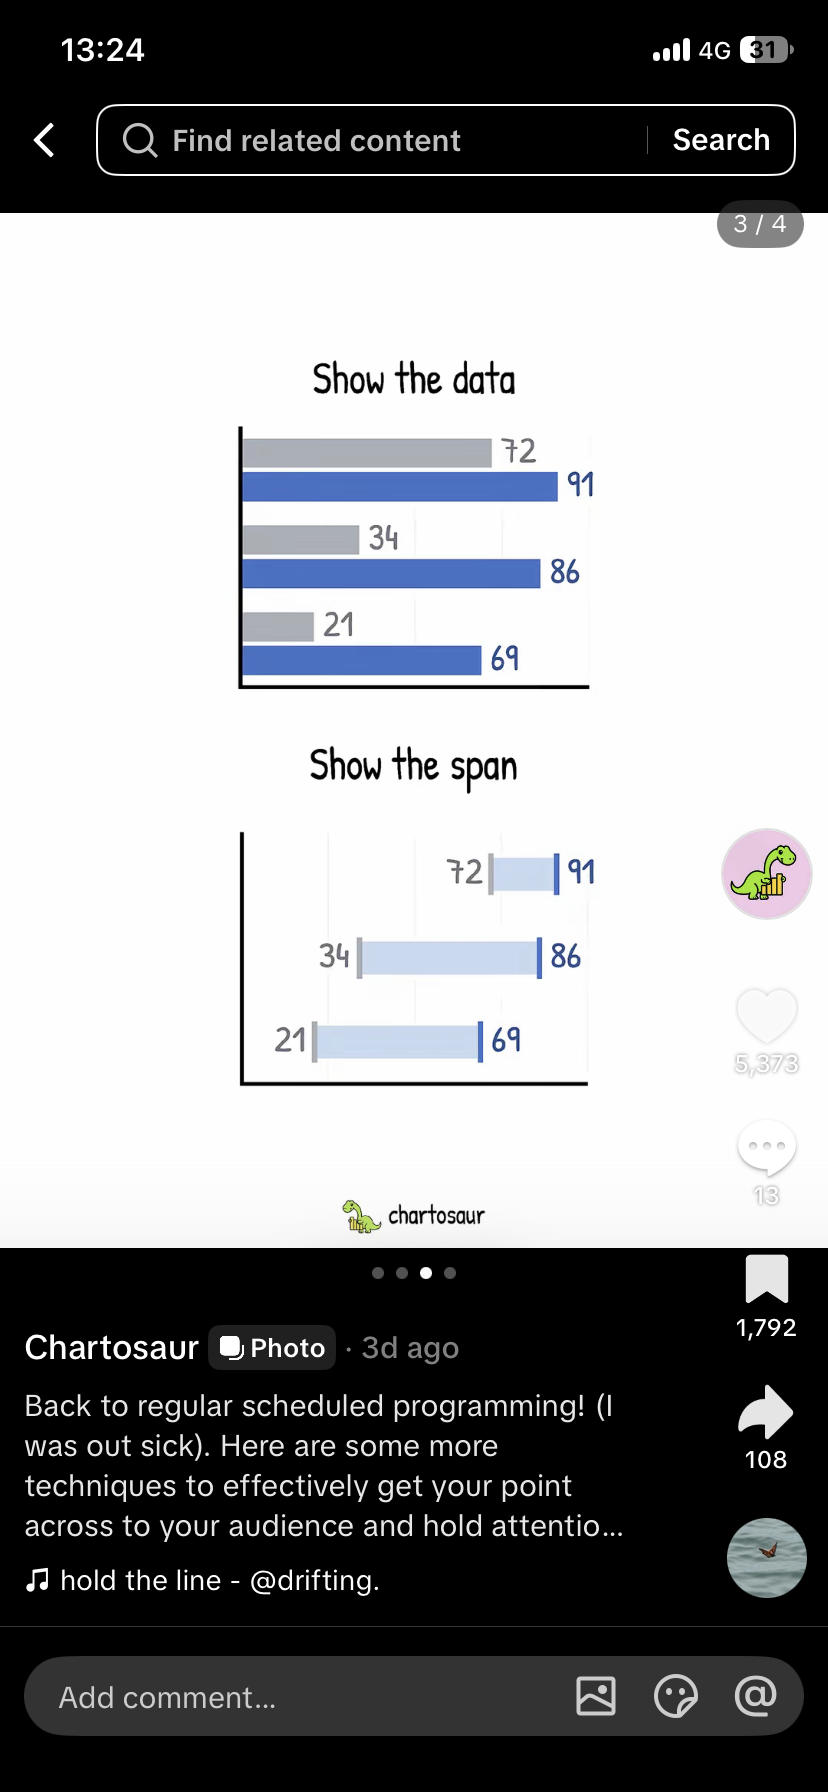 13:24
4G
31
Find related content
Search
3 / 4
Show the data
72
91
34
86
21
69
Show the span
72
91
34
86
21
69
5,373
13
chartosaur
1,792
Chartosaur
Photo
· 3d ago
Back to regular scheduled programming! (I
was out sick). Here are some more
techniques to effectively get your point
across to your audience and hold attentio...
108
hold the line - @drifting.
Add comment...
@